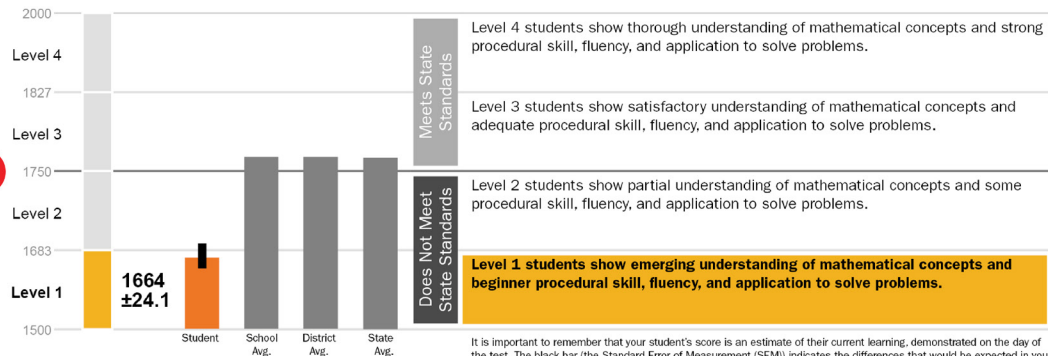 2000
Level 4
1827
Level 3
1750
Level 2
1683
Level 1
1500
1664
±24.1
Student
School
Avg.
District
Avg.
State
Avg.
Meets State
Standards
Does Not Meet
State Standards
Level 4 students show thorough understanding of mathematical concepts and strong
procedural skill, fluency, and application to solve problems.
Level 3 students show satisfactory understanding of mathematical concepts and
adequate procedural skill, fluency, and application to solve problems.
Level 2 students show partial understanding of mathematical concepts and some
procedural skill, fluency, and application to solve problems.
Level 1 students show emerging understanding of mathematical concepts and
beginner procedural skill, fluency, and application to solve problems.
It is important to remember that your student's score is an estimate of their current learning, demonstrated on the day of
the test. The black bar (the Standard Error of Measurement (SEM)) indicates the differences that would be expected in